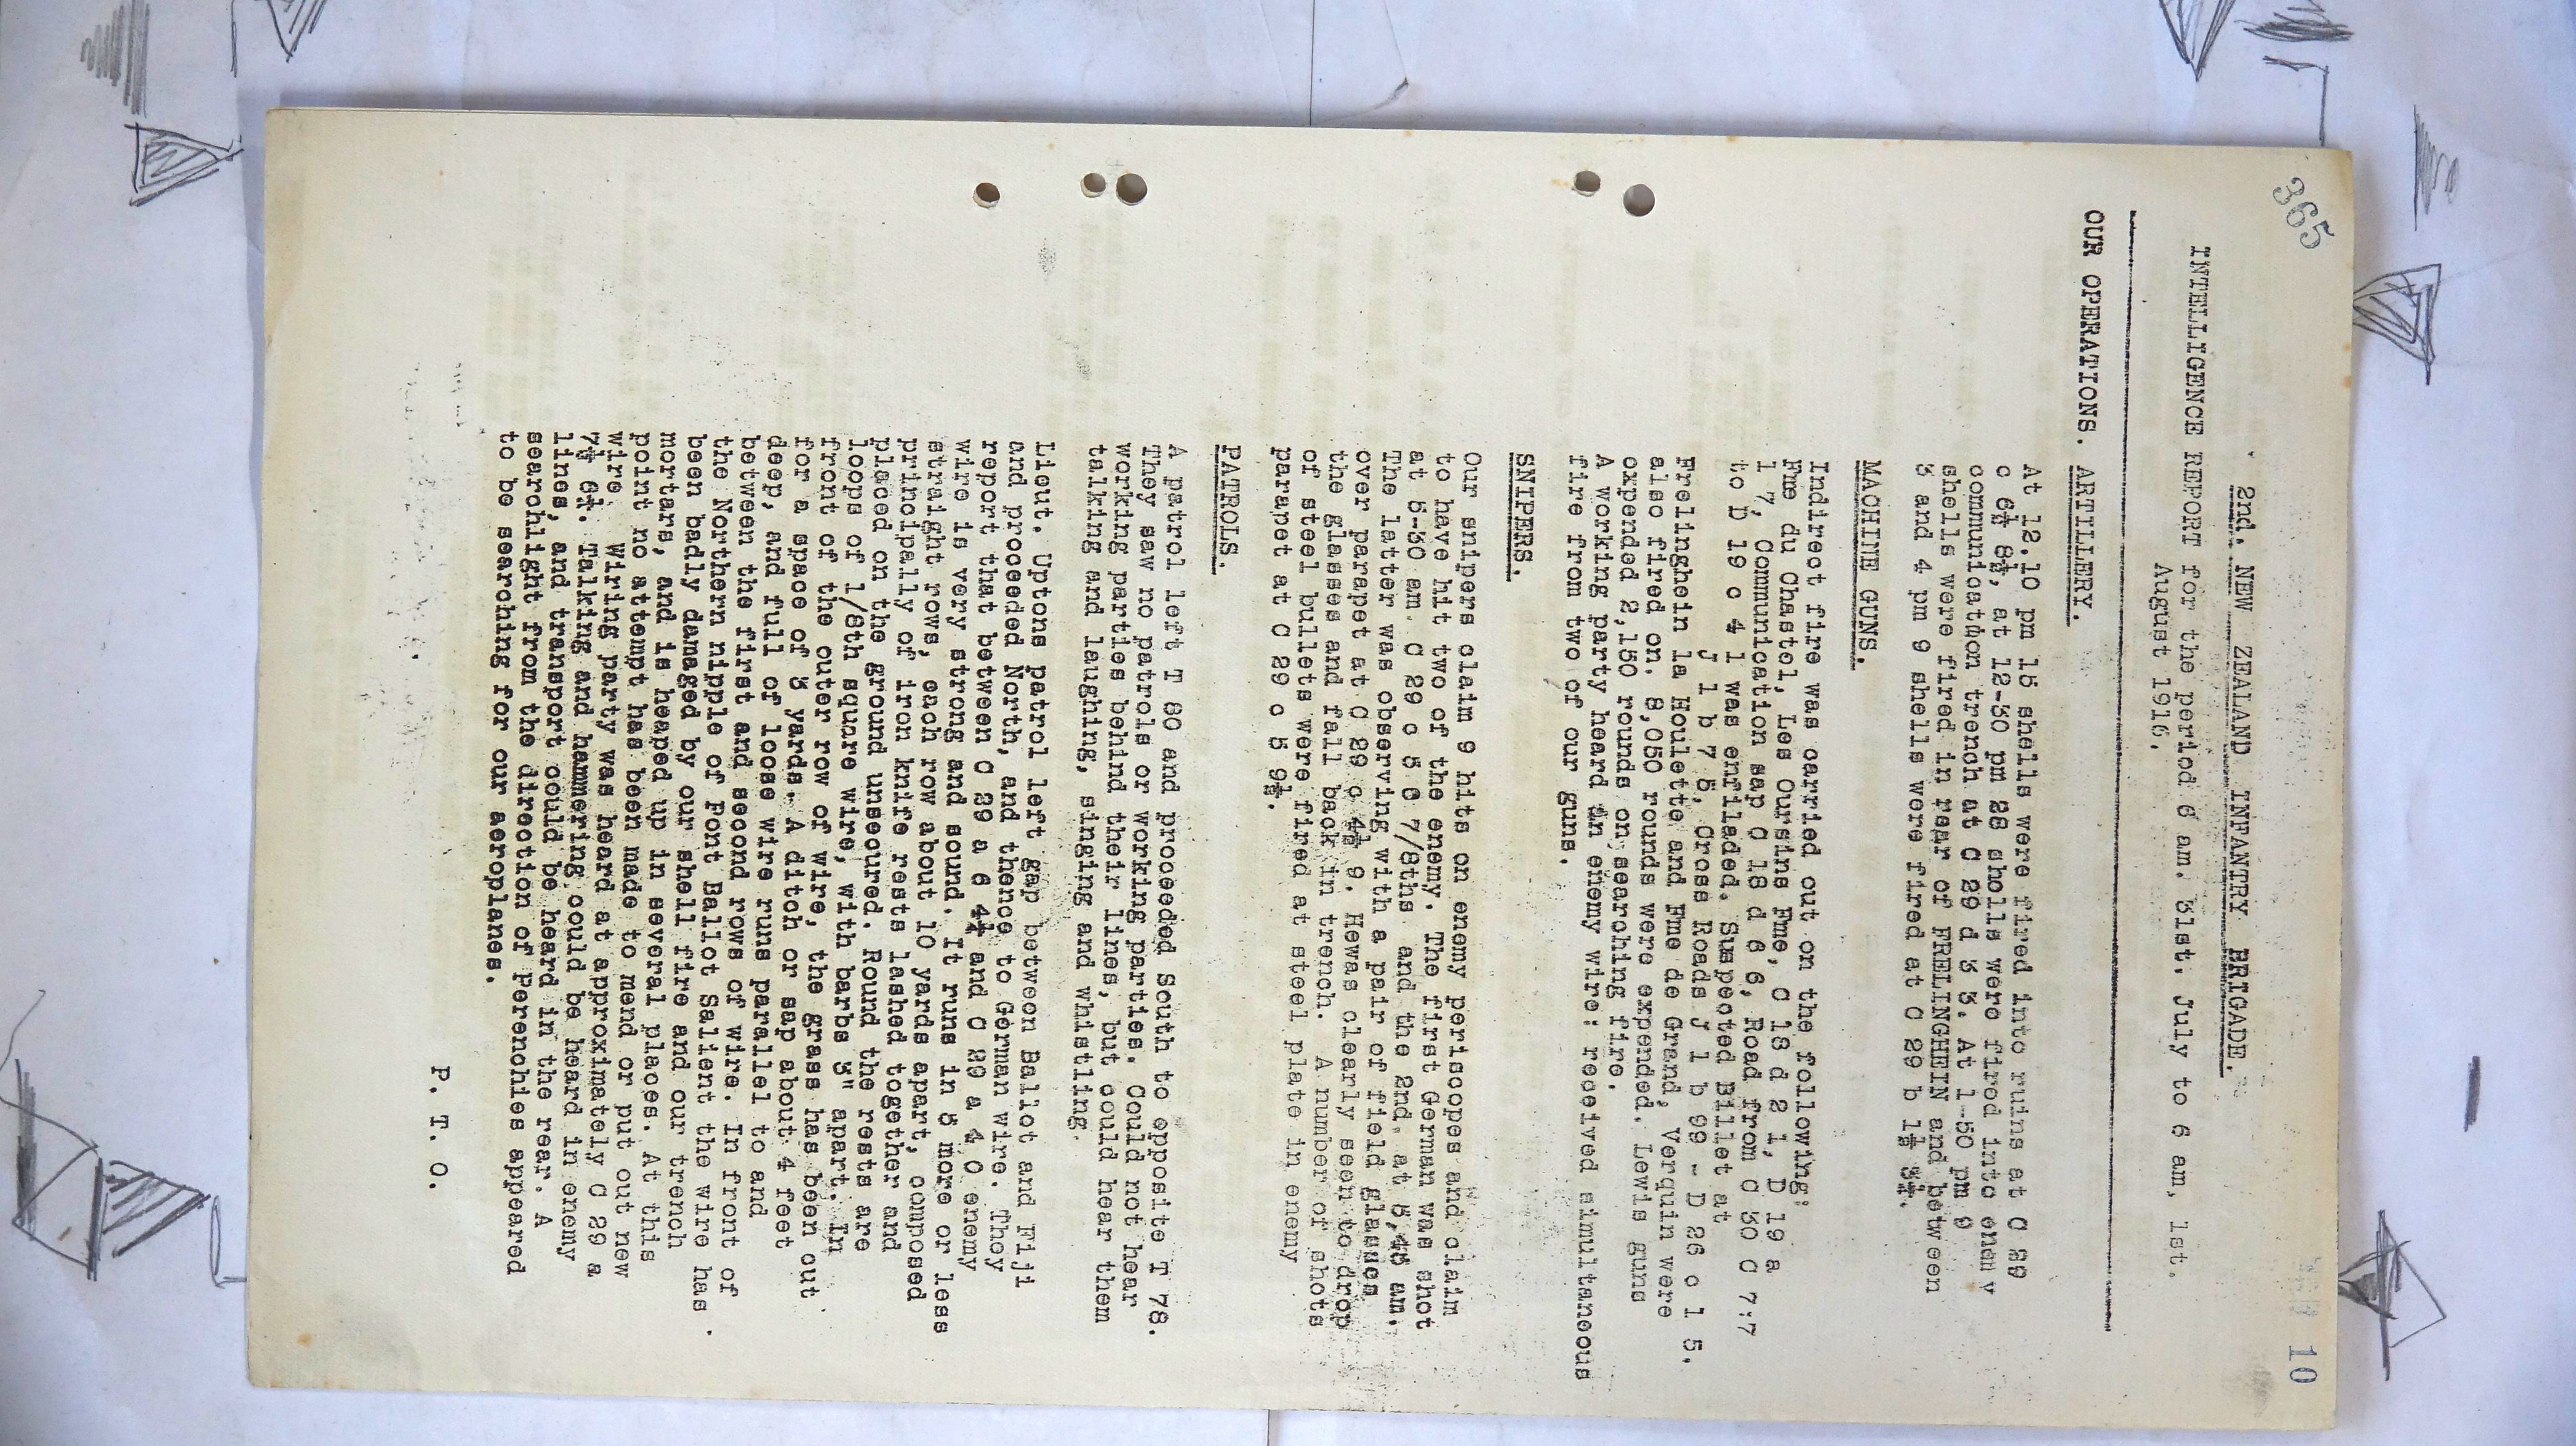 365
10
2nd. NEW ZEALAND INFANTRY BRIGADE.
INTELLIGENCE REPORT for the period 6 am. 31st. July to 6 am, 1st.
August 1916.
OUR OPERATIONS. ARTILLERY.
At 12.10 pm 15 shells were fired into ruins at C 29
c 6½ 8½, at 12-30 pm 28 shells were fired into enemy
communication trench at C 29 d 3 3. At 1-50 pm 9
shells were fired in rear of FRELINGHEIN and between
3 and 4 pm 9 shells were fired at C 29 b 1½ 3¼.
MACHINE GUNS.
Indirect fire was carried out on the following:
Fme du Chastel, Les Oursins Fme, C 18 d 2 1, D 19 a
1 7, Communication sap C 18 d 6 6, Road from C 30 C 7:7
to D 19 c 4 1 was enfiladed. Suspected Billet at
J 1 b 7 5, Cross Roads J 1 b 99 - D 26 c 1 5.
Frelinghein la Houlette and Fme de Grand, Verquin were
also fired on. 8,050 rounds were expended. Lewis guns
expended 2,150 rounds on searching fire.
A working party heard in enemy wire: received simultaneous
fire from two of our guns.
SNIPERS.
Our snipers claim 9 hits on enemy periscopes and claim
to have hit two of the enemy. The first German was shot
at 5-30 am. C 29 c 5 8 7/8ths and the 2nd. at 5,45 am.
The latter was observing with a pair of field glasses
over parapet at C 29 c 4½ 9. Hewas clearly seen to drop
the glasses and fall back in trench. A number of shots
of steel bullets were fired at steel plate in enemy
parapet at C 29 c 5 9½.
PATROLS.
A patrol left T 80 and proceeded South to opposite T 78.
They saw no patrols or working parties. Could not hear
working parties behind their lines, but could hear them
talking and laughing, singing and whistling.
Lieut. Uptons patrol left gap between Ballot and Fiji
and proceeded North, and thence to German wire. They
report that between C 29 a 6 4¼ and C 29 a 4 0 enemy
wire is very strong and sound. It runs in 5 more or less
straight rows, each row about 10 yards apart, composed
principally of iron knife rests lashed together and
placed on the ground unsecured. Round the rests are
loops of 1/8th square wire, with barbs 3" apart. In
front of the outer row of wire, the grass has been cut
for a space of 3 yards. A ditch or sap about 4 feet
deep, and full of loose wire runs parallel to and
between the first and second rows of wire. In front of
the Northern nipple of Pont Ballot Salient the wire has
been badly damaged by our shell fire and our trench
mortars, and is heaped up in several places. At this
point no attempt has been made to mend or put out new
wire. Wiring party was heard at approximately C 29 a
7¼ 6¼. Talking and hammering could be heard in enemy
lines, and transport could be heard in the rear. A
searchlight from the direction of Perenchies appeared
to be searching for our aeroplanes.
P. T. O.